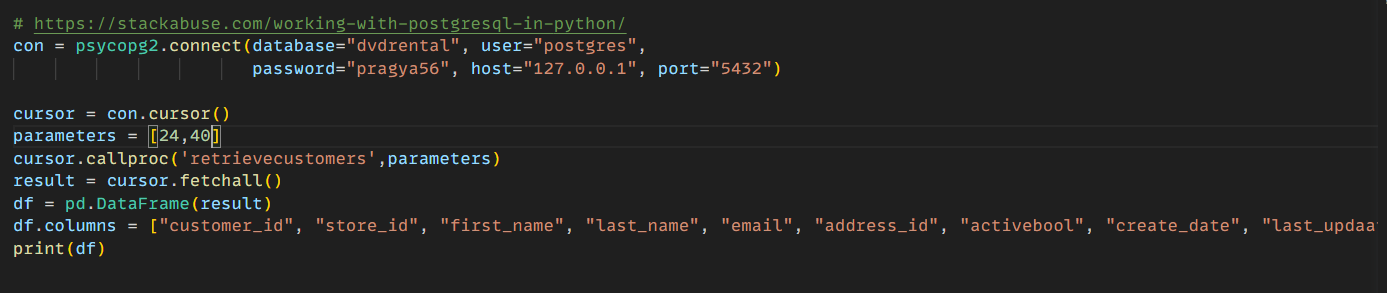 # https://stackabuse.com/working-with-postgresql-in-python/
con = psycopg2.connect(database="dvdrental", user="postgres",
password="pragya56", host="127.0.0.1", port="5432")
cursor = con.cursor()
parameters = [24,40]
cursor.callproc('retrievecustomers',parameters)
result = cursor.fetchall()
df = pd.DataFrame(result)
df.columns = ["customer_id", "store_id", "first_name", "last_name", "email", "address_id", "activebool", "create_date", "last_updaat
print(df)